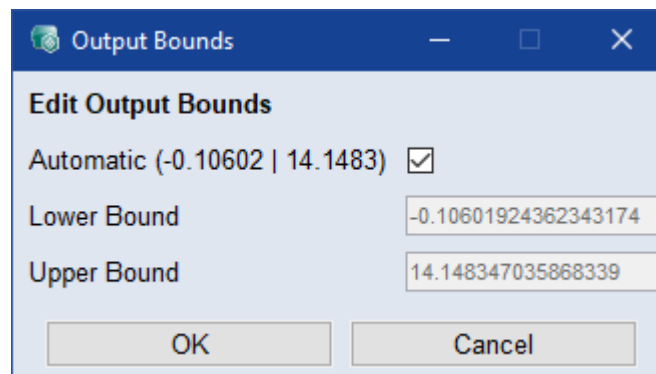 Output Bounds
Edit Output Bounds
Automatic (-0.10602 | 14.1483)
Lower Bound -0.10601924362343174
Upper Bound 14.148347035868339
OK Cancel